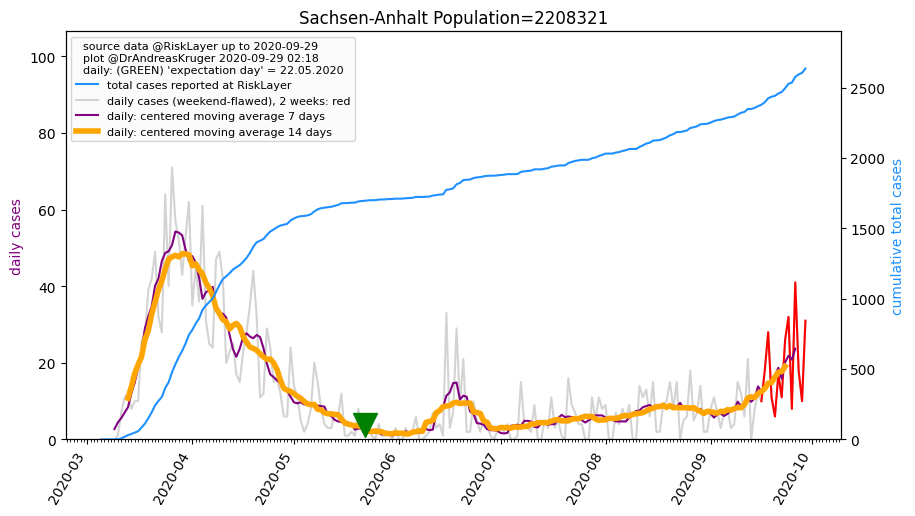 Sachsen-Anhalt Population=2208321
source data @RiskLayer up to 2020-09-29
plot @DrAndreasKruger 2020-09-29 02:18
daily: (GREEN) 'expectation day' = 22.05.2020
total cases reported at RiskLayer
daily cases (weekend-flawed), 2 weeks: red
daily: centered moving average 7 days
daily: centered moving average 14 days
daily cases
100
80
60
40
20
0
cumulative total cases
2500
2000
1500
1000
500
0
2020-03
2020-04
2020-05
2020-06
2020-07
2020-08
2020-09
2020-10